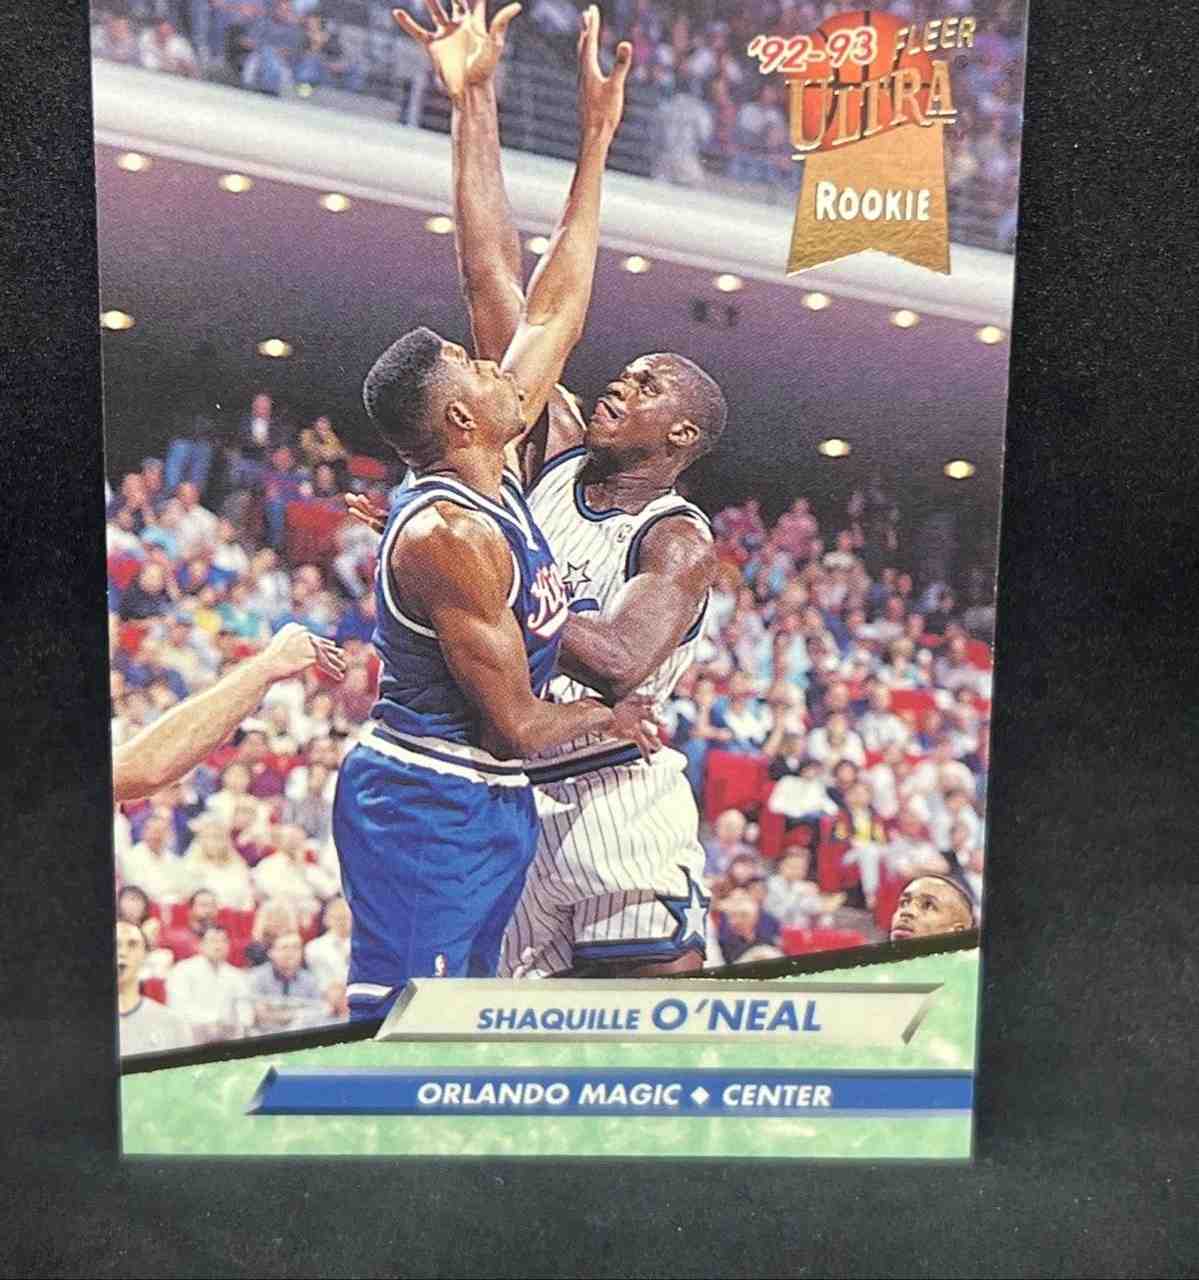 '92-93 FLEER
ULTRA
ROOKIE
SHAQUILLE O'NEAL
ORLANDO MAGIC ◆ CENTER